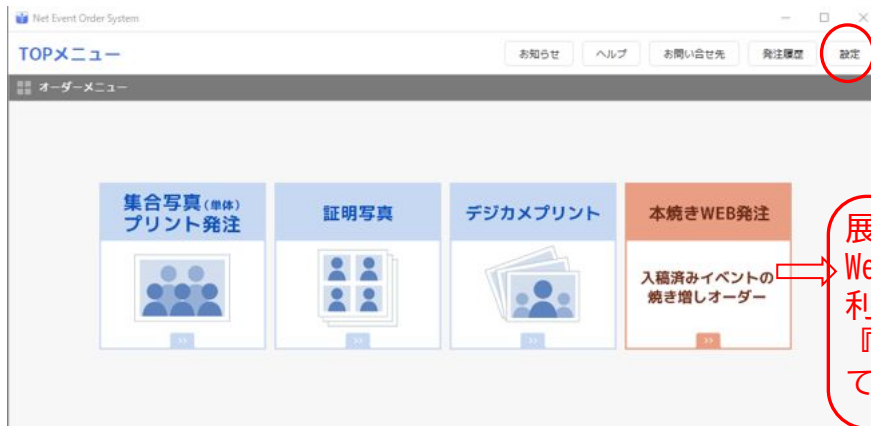 Net Event Order System
TOPメニュー
お知らせ
ヘルプ
お問い合せ先
発注履歴
設定
オーダーメニュー
集合写真(単体)
プリント発注
証明写真
デジカメプリント
本焼きWEB発注
入稿済みイベントの
焼き増しオーダー
展
We
利
『
て